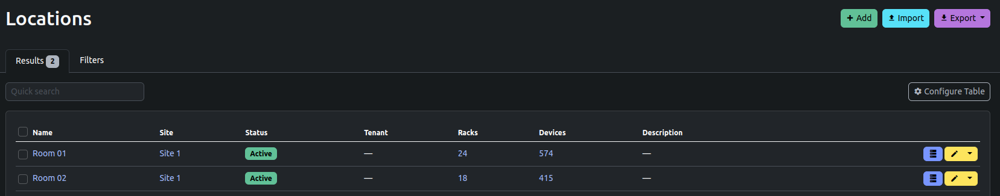 Locations
Add Import Export
Results 2 Filters
Quick search
Configure Table
Name Site Status Tenant Racks Devices Description
Room 01 Site 1 Active — 24 574 —
Room 02 Site 1 Active — 18 415 —